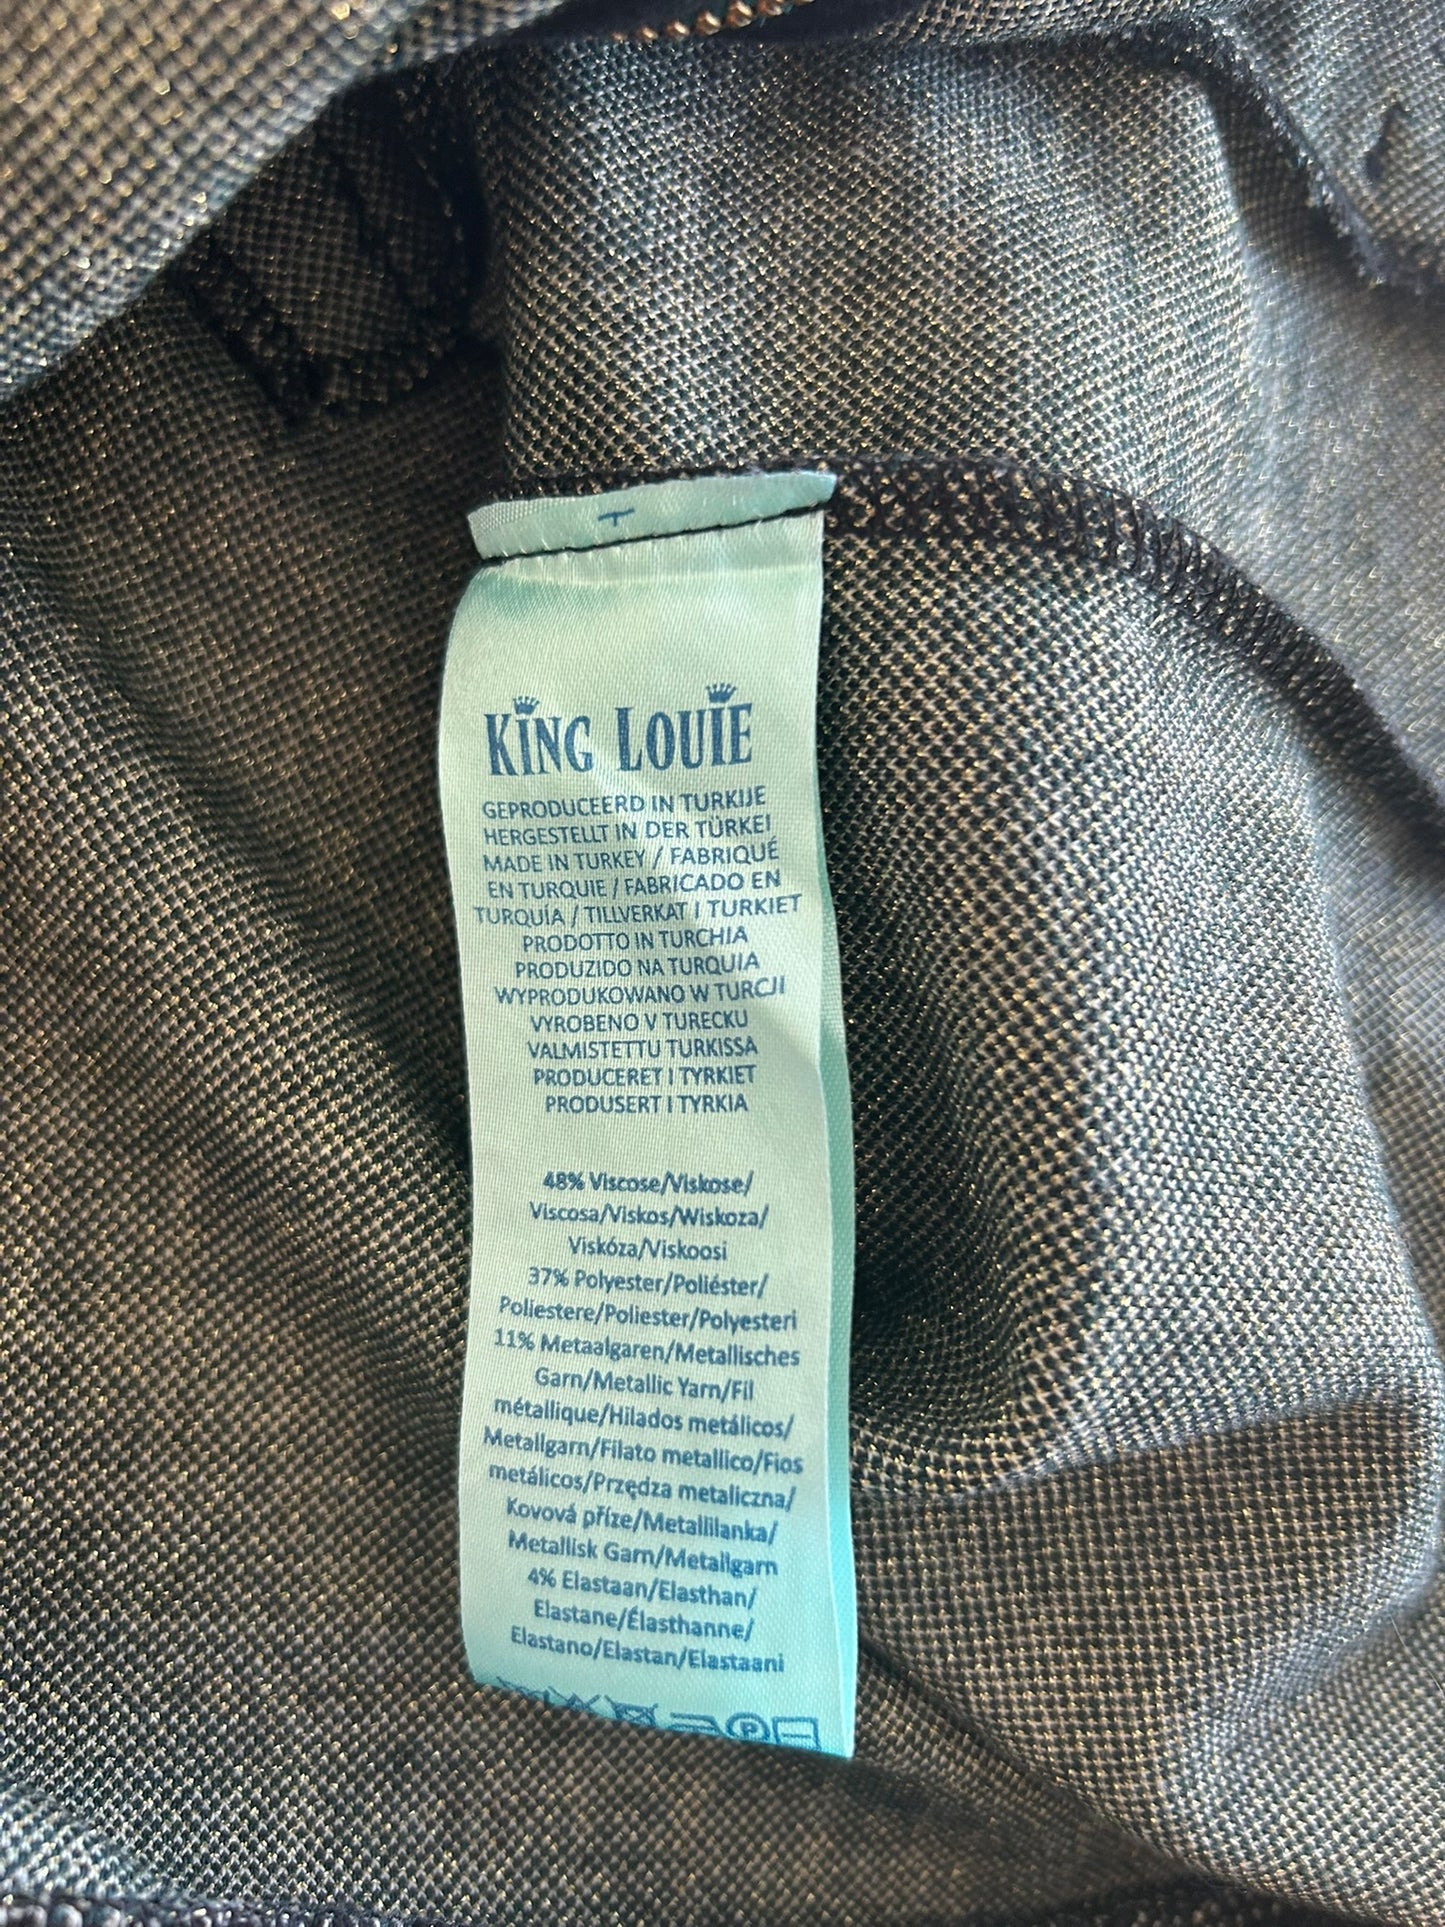 KING LOUIE
GEPRODUCEERD IN TURKIJE
HERGESTELLT IN DER TÜRKEI
MADE IN TURKEY / FABRIQUÉ
EN TURQUIE / FABRICADO EN
TURQUÍA / TILLVERKAT I TURKIET
PRODOTTO IN TURCHIA
PRODUZIDO NA TURQUIA
WYPRODUKOWANO W TURCJI
VYROBENO V TURECKU
VALMISTETTU TURKISSA
PRODUCERET I TYRKIET
PRODUSERT I TYRKIA
48% Viscose/Viskose/
Viscosa/Viskos/Wiskoza/
Viskóza/Viskoosi
37% Polyester/Poliéster/
Poliestere/Poliester/Polyesteri
11% Metaalgaren/Metallisches
Garn/Metallic Yarn/Fil
métallique/Hilados metálicos/
Metallgarn/Filato metallico/Fios
metálicos/Przędza metaliczna/
Kovová příze/Metallilanka/
Metallisk Garn/Metallgarn
4% Elastaan/Elasthan/
Elastane/Élasthanne/
Elastano/Elastan/Elastaani
P